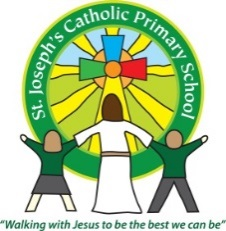 St. Joseph's Catholic Primary School
"Walking with Jesus to be the best we can be"